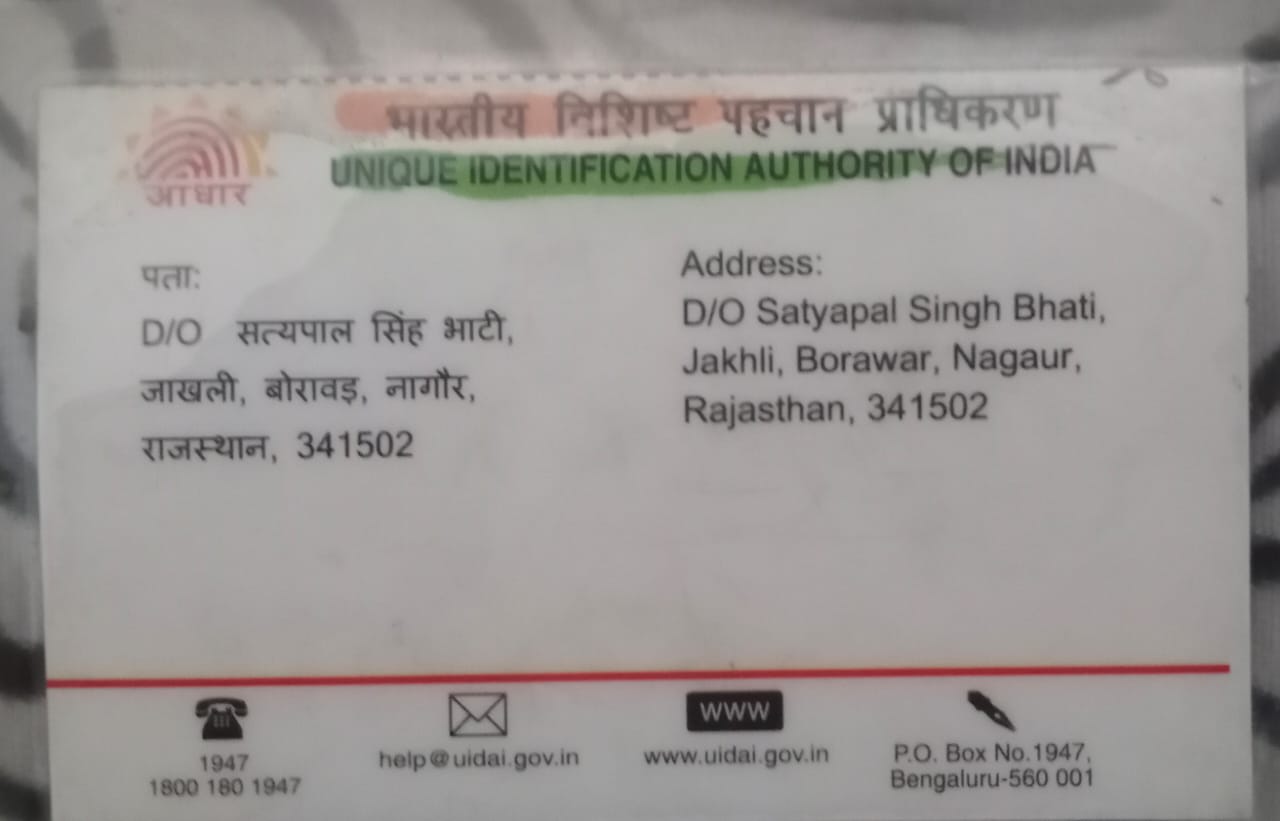 भारतीय निशिष्ट पहचान प्राधिकरण
UNIQUE IDENTIFICATION AUTHORITY OF INDIA
आधार
पता:
D/O सत्यपाल सिंह भाटी,
जाखली, बोरावड़, नागौर,
राजस्थान, 341502
Address:
D/O Satyapal Singh Bhati,
Jakhli, Borawar, Nagaur,
Rajasthan, 341502
1947
1800 180 1947
help@uidai.gov.in
www
www.uidai.gov.in
P.O. Box No.1947,
Bengaluru-560 001